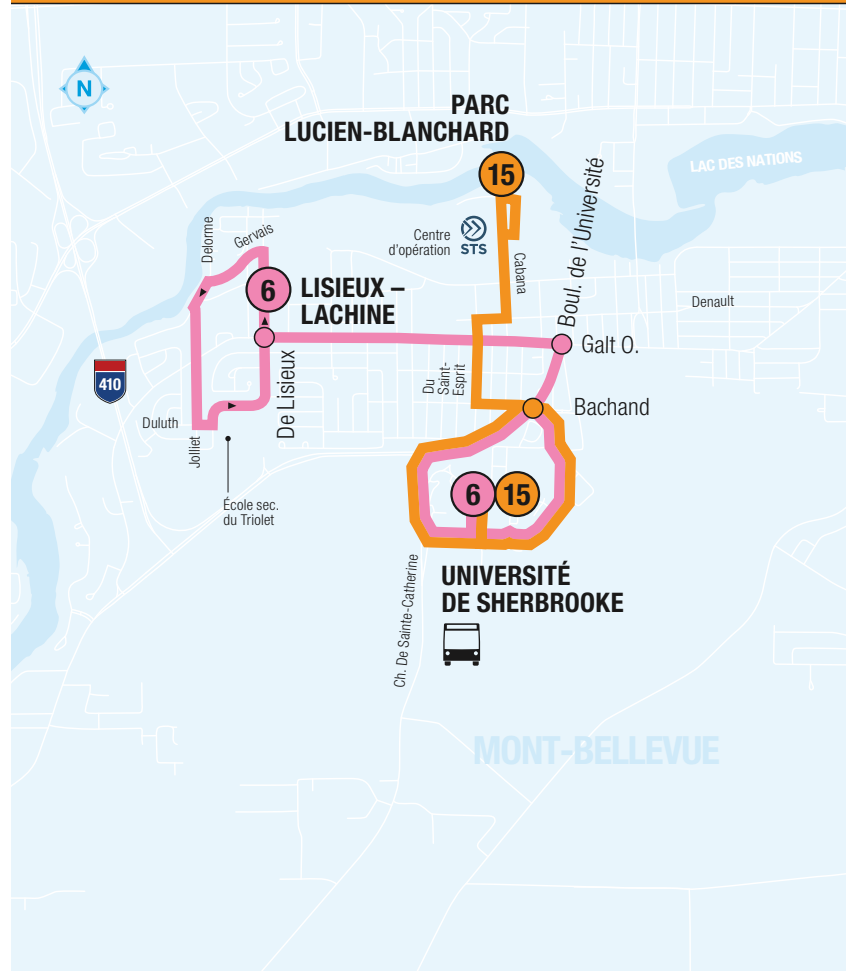 N
PARC
LUCIEN-BLANCHARD
LAC DES NATIONS
15
Boul. de l'Université
Delorme
Gervais
Centre
d'opération
STS
Cabana
6
LISIEUX –
LACHINE
Denault
Galt O.
410
De Lisieux
Du
Saint-
Esprit
Bachand
Duluth
Jolliet
École sec.
du Triolet
6
15
UNIVERSITÉ
DE SHERBROOKE
Ch. De Sainte-Catherine
MONT-BELLEVUE